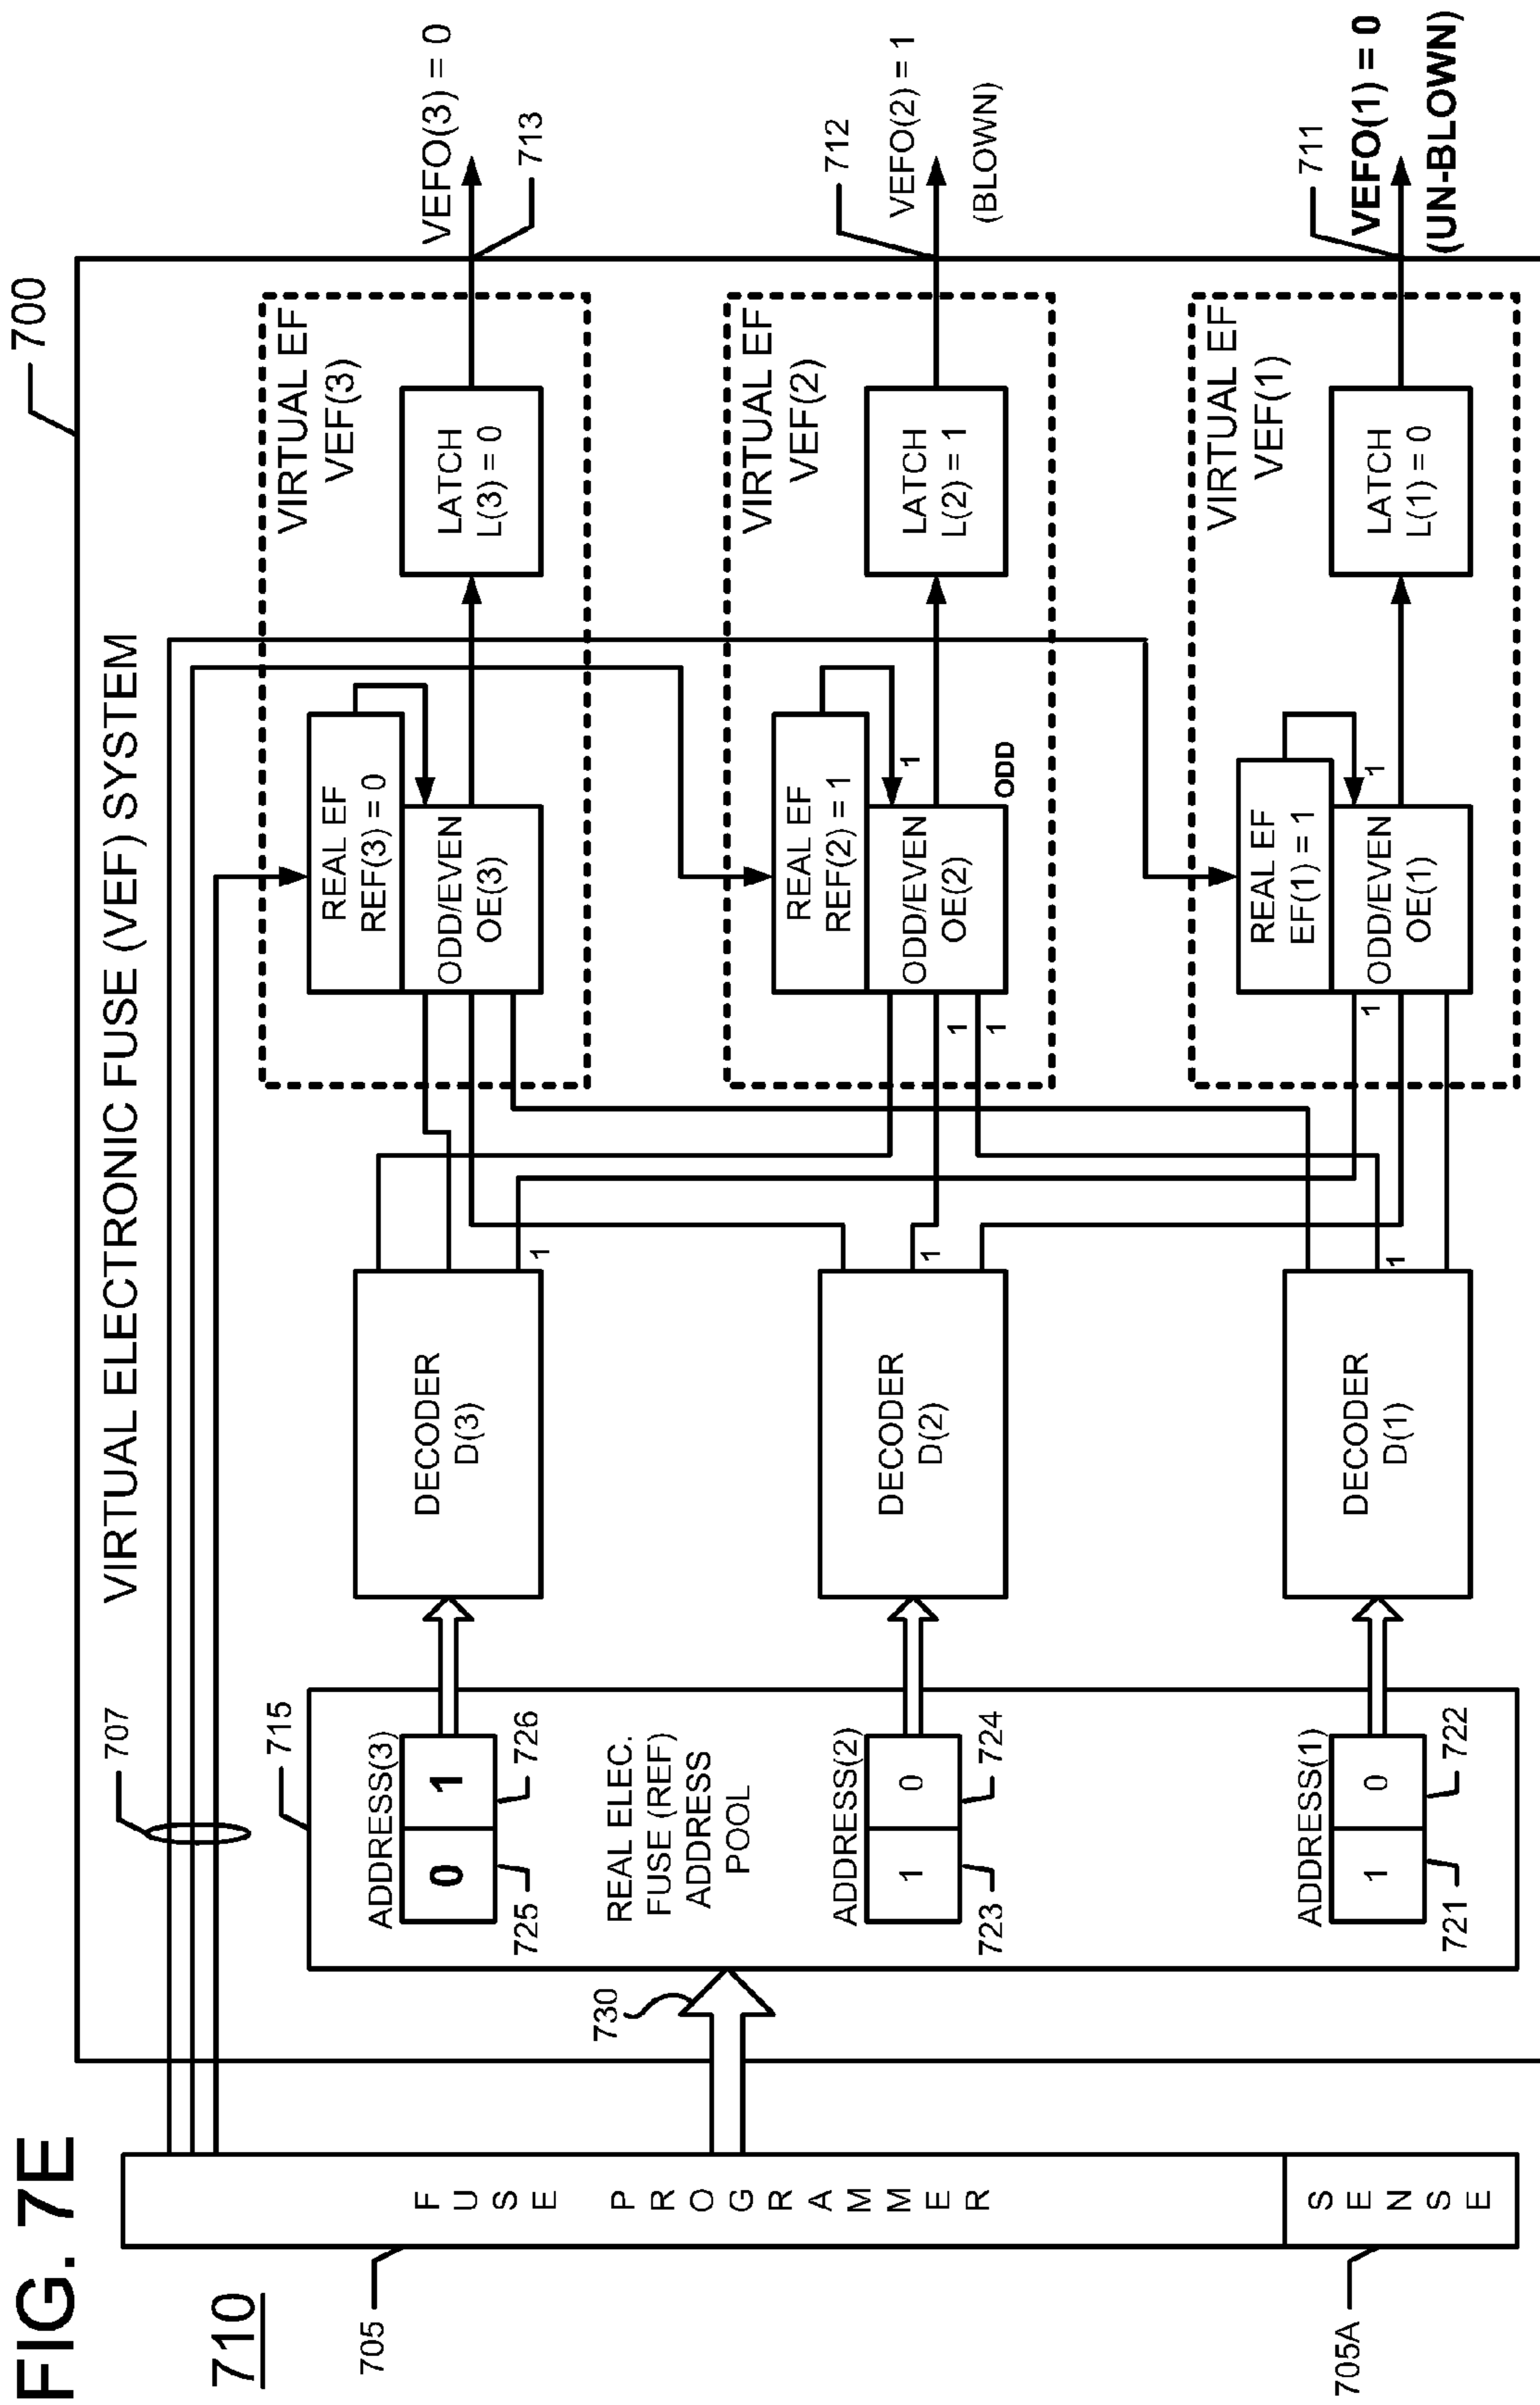 FIG. 7E
710
700
VIRTUAL ELECTRONIC FUSE (VEF) SYSTEM
707
705
FUSE PROGRAMMER
705A
SENSE
730
715
ADDRESS(3)
0 1
725
726
REAL ELEC.
FUSE (REF)
ADDRESS
POOL
ADDRESS(2)
1 0
723
724
ADDRESS(1)
1 0
721
722
DECODER
D(3)
1
DECODER
D(2)
1
DECODER
D(1)
1
VIRTUAL EF
VEF(3)
REAL EF
REF(3) = 0
ODD/EVEN
OE(3)
LATCH
L(3) = 0
VEFO(3) = 0
713
VIRTUAL EF
VEF(2)
REAL EF
REF(2) = 1
1
ODD/EVEN
OE(2)
1
1
ODD
LATCH
L(2) = 1
712
VEFO(2) = 1
(BLOWN)
VIRTUAL EF
VEF(1)
REAL EF
EF(1) = 1
1
1
ODD/EVEN
OE(1)
LATCH
L(1) = 0
711
VEFO(1) = 0
(UN-BLOWN)